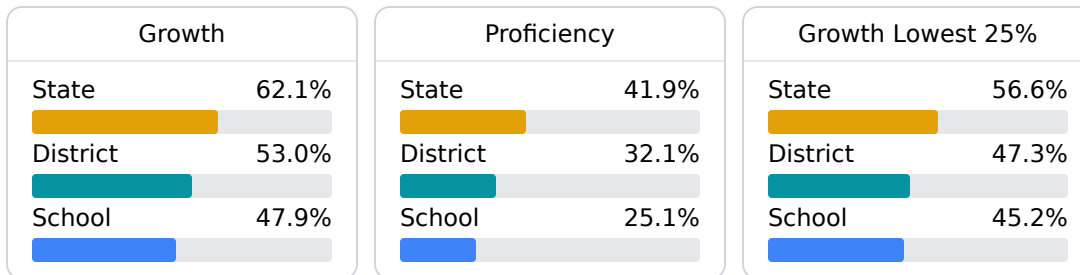 Growth
State 62.1%
District 53.0%
School 47.9%
Proficiency
State 41.9%
District 32.1%
School 25.1%
Growth Lowest 25%
State 56.6%
District 47.3%
School 45.2%